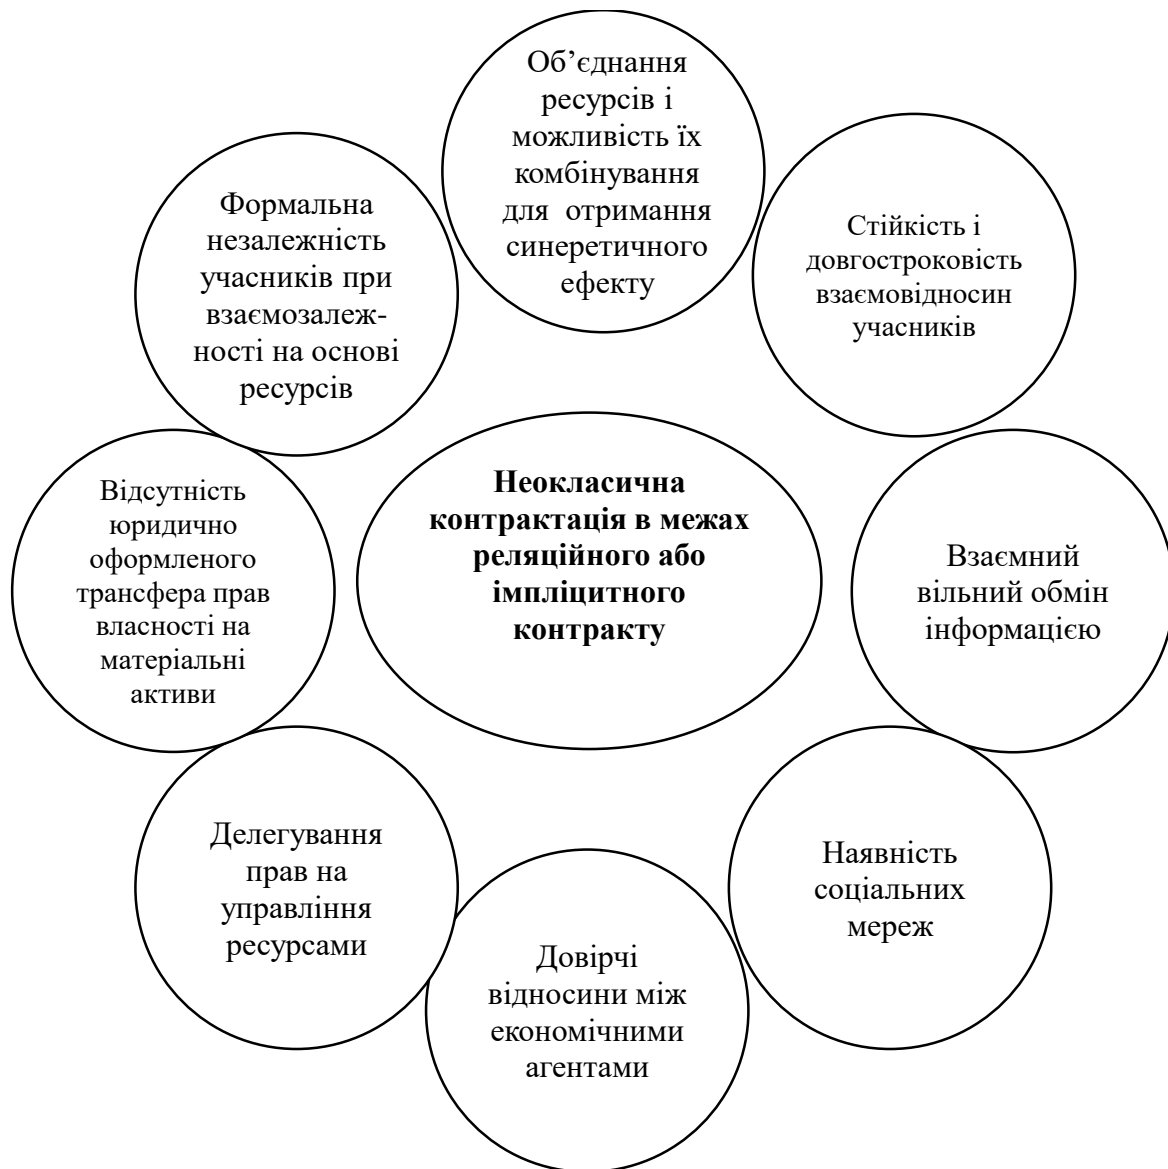 Об’єднання
ресурсів і
можливість їх
комбінування
для отримання
синеретичного
ефекту
Стійкість і
довгостроковість
взаємовідносин
учасників
Взаємний
вільний обмін
інформацією
Наявність
соціальних
мереж
Довірчі
відносини між
економічними
агентами
Делегування
прав на
управління
ресурсами
Відсутність
юридично
оформленого
трансфера прав
власності на
матеріальні
активи
Формальна
незалежність
учасників при
взаємозалеж-
ності на основі
ресурсів
Неокласична
контрактація в межах
реляційного або
імпліцитного
контракту